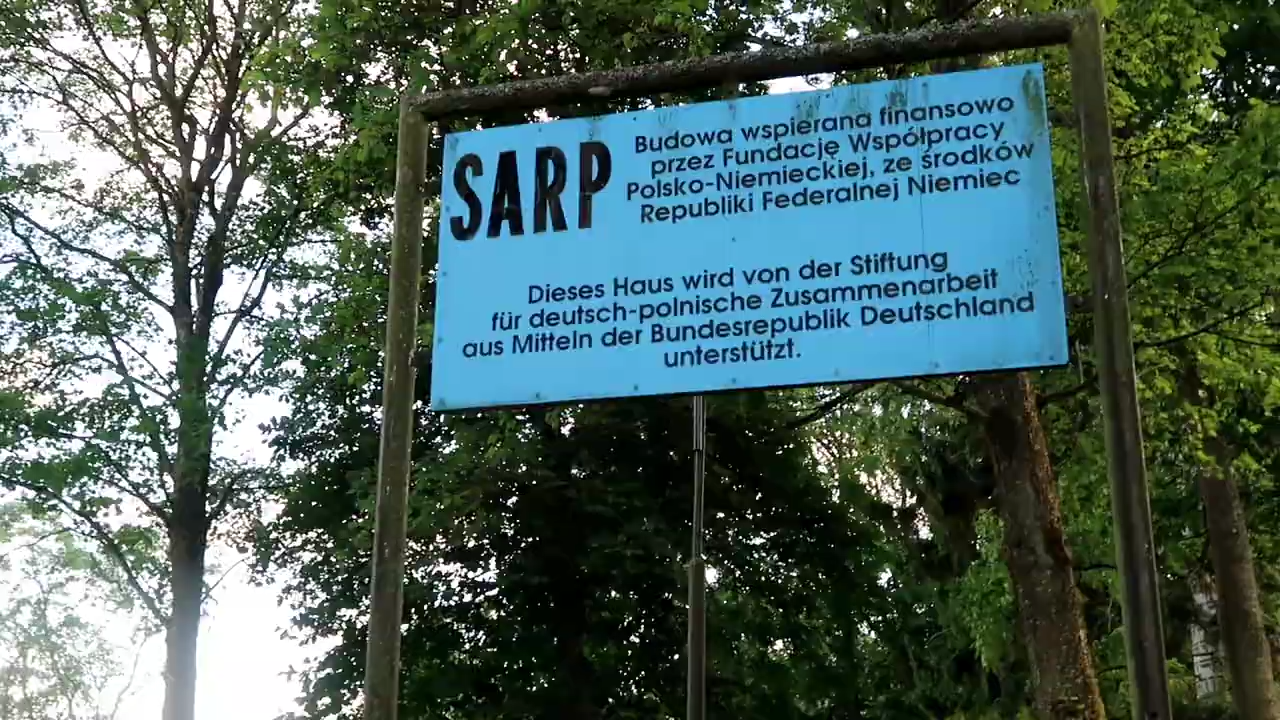 SARP
Budowa wspierana finansowo
przez Fundację Współpracy
Polsko-Niemieckiej, ze środków
Republiki Federalnej Niemiec
Dieses Haus wird von der Stiftung
für deutsch-polnische Zusammenarbeit
aus Mitteln der Bundesrepublik Deutschland
unterstützt.